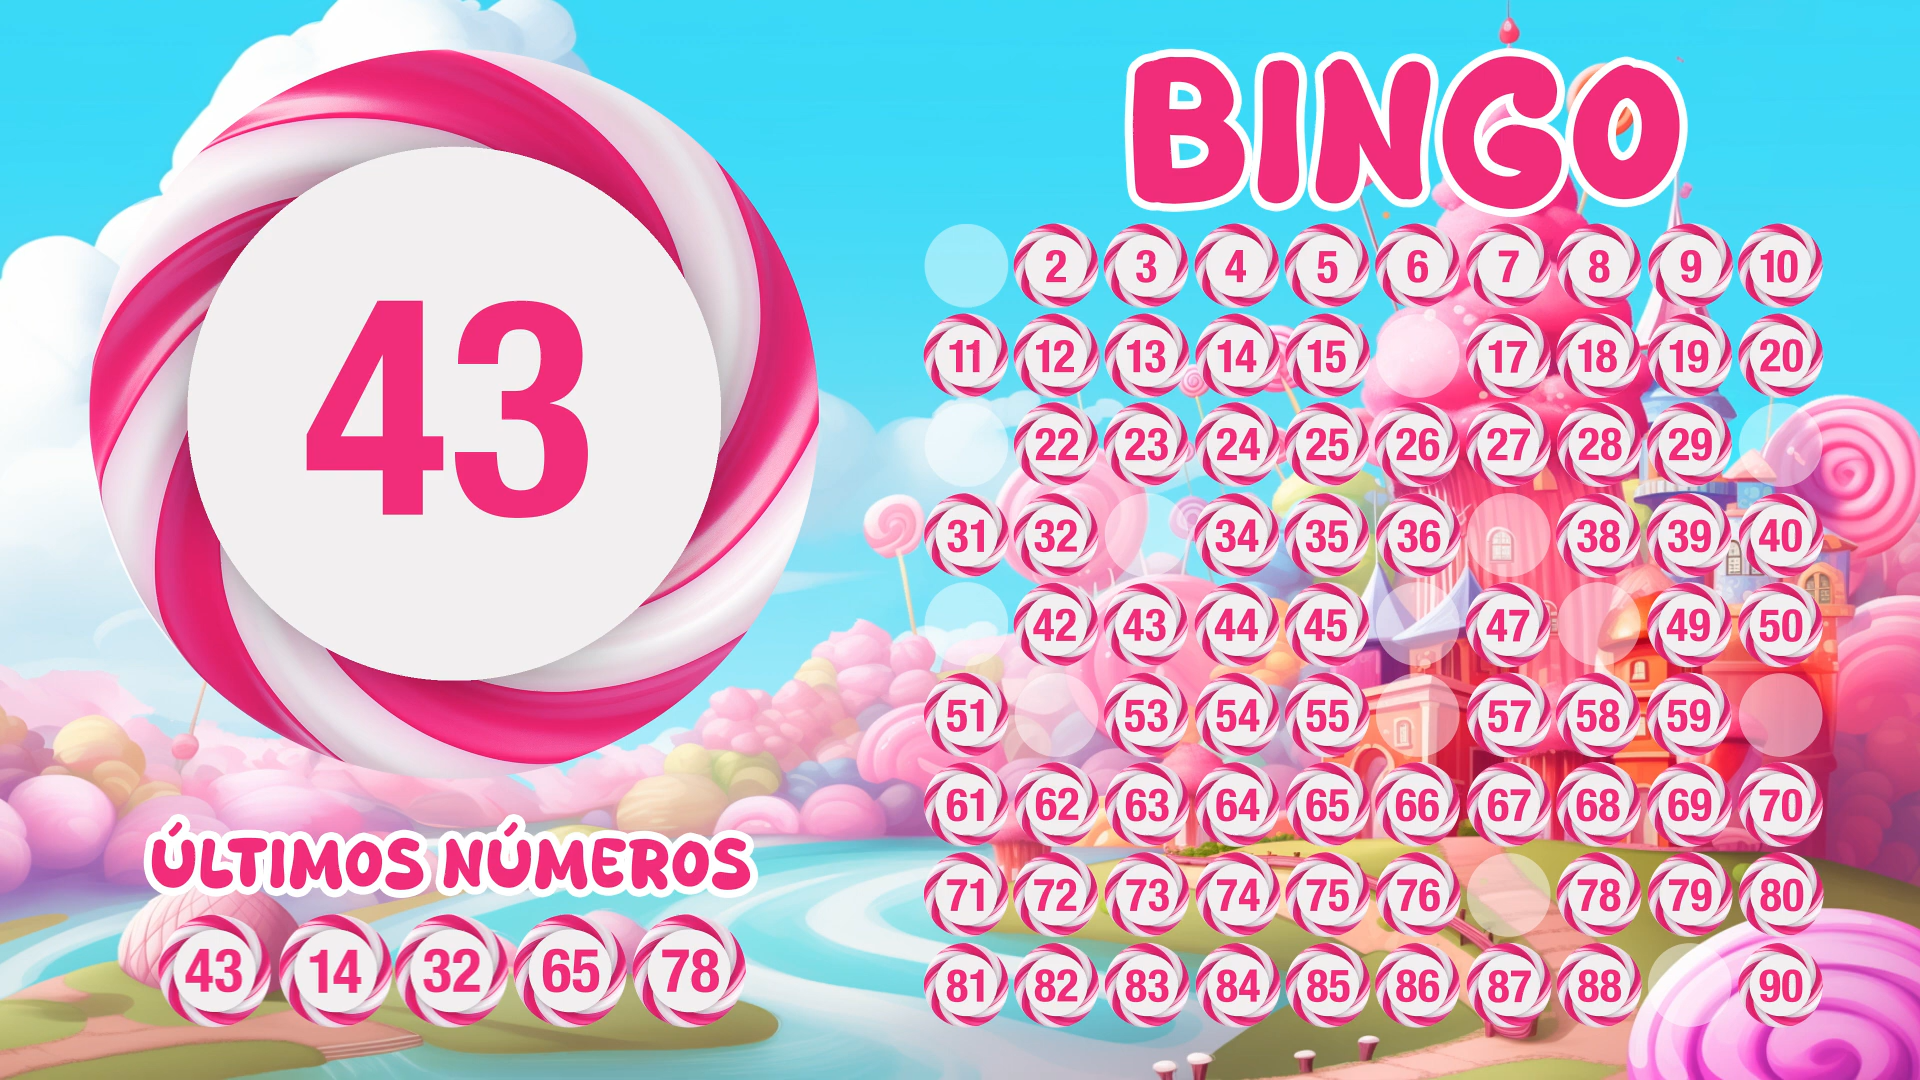 43
BINGO
2 3 4 5 6 7 8 9 10
11 12 13 14 15 17 18 19 20
22 23 24 25 26 27 28 29
31 32 34 35 36 38 39 40
42 43 44 45 47 49 50
51 53 54 55 57 58 59
61 62 63 64 65 66 67 68 69 70
71 72 73 74 75 76 78 79 80
81 82 83 84 85 86 87 88 90
ÚLTIMOS NÚMEROS
43 14 32 65 78